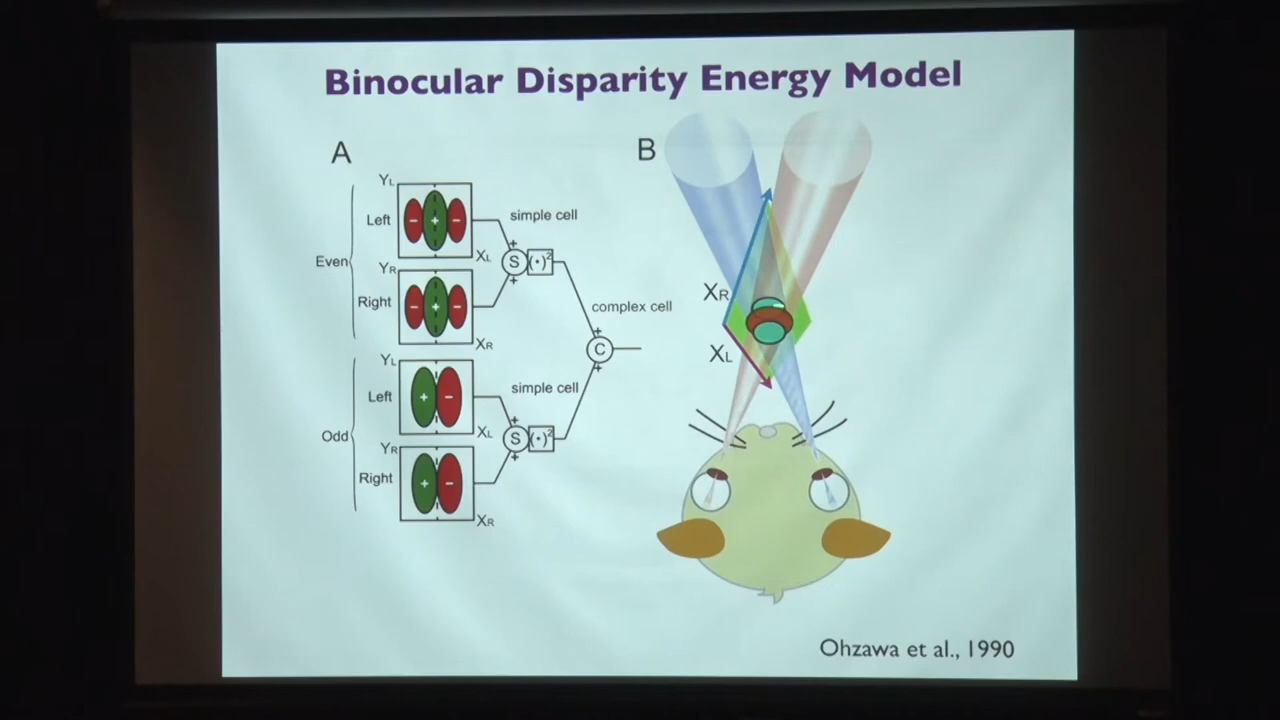 Binocular Disparity Energy Model
A
B
YL
Left
simple cell
+
- + -
XL
S (•)²
Even
+
YR
Right
- + -
XR
complex cell
+
C
+
YL
Left
simple cell
+ -
+
XL
S (•)²
Odd
+
YR
Right
+ -
XR
XR
XL
Ohzawa et al., 1990